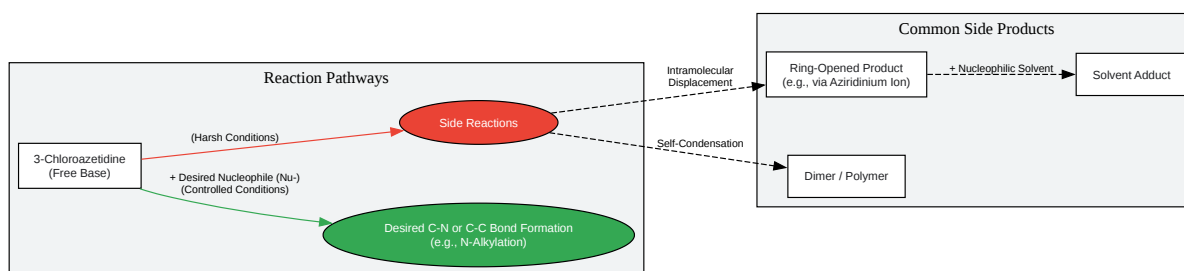 Common Side Products
Reaction Pathways
Intramolecular
Displacement
Ring-Opened Product
(e.g., via Aziridinium Ion)
+ Nucleophilic Solvent
Solvent Adduct
Side Reactions
(Harsh Conditions)
Self-Condensation
3-Chloroazetidine
(Free Base)
+ Desired Nucleophile (Nu-)
(Controlled Conditions)
Dimer / Polymer
Desired C-N or C-C Bond Formation
(e.g., N-Alkylation)